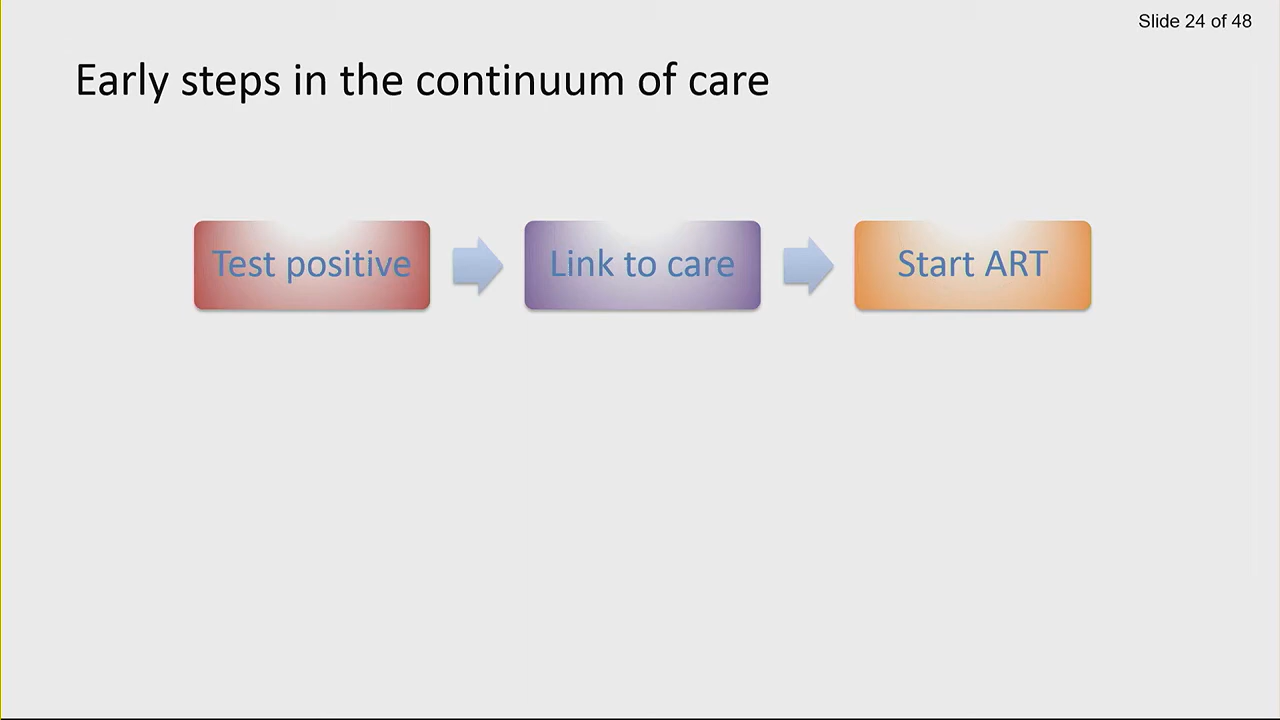 Slide 24 of 48
Early steps in the continuum of care
Test positive
Link to care
Start ART